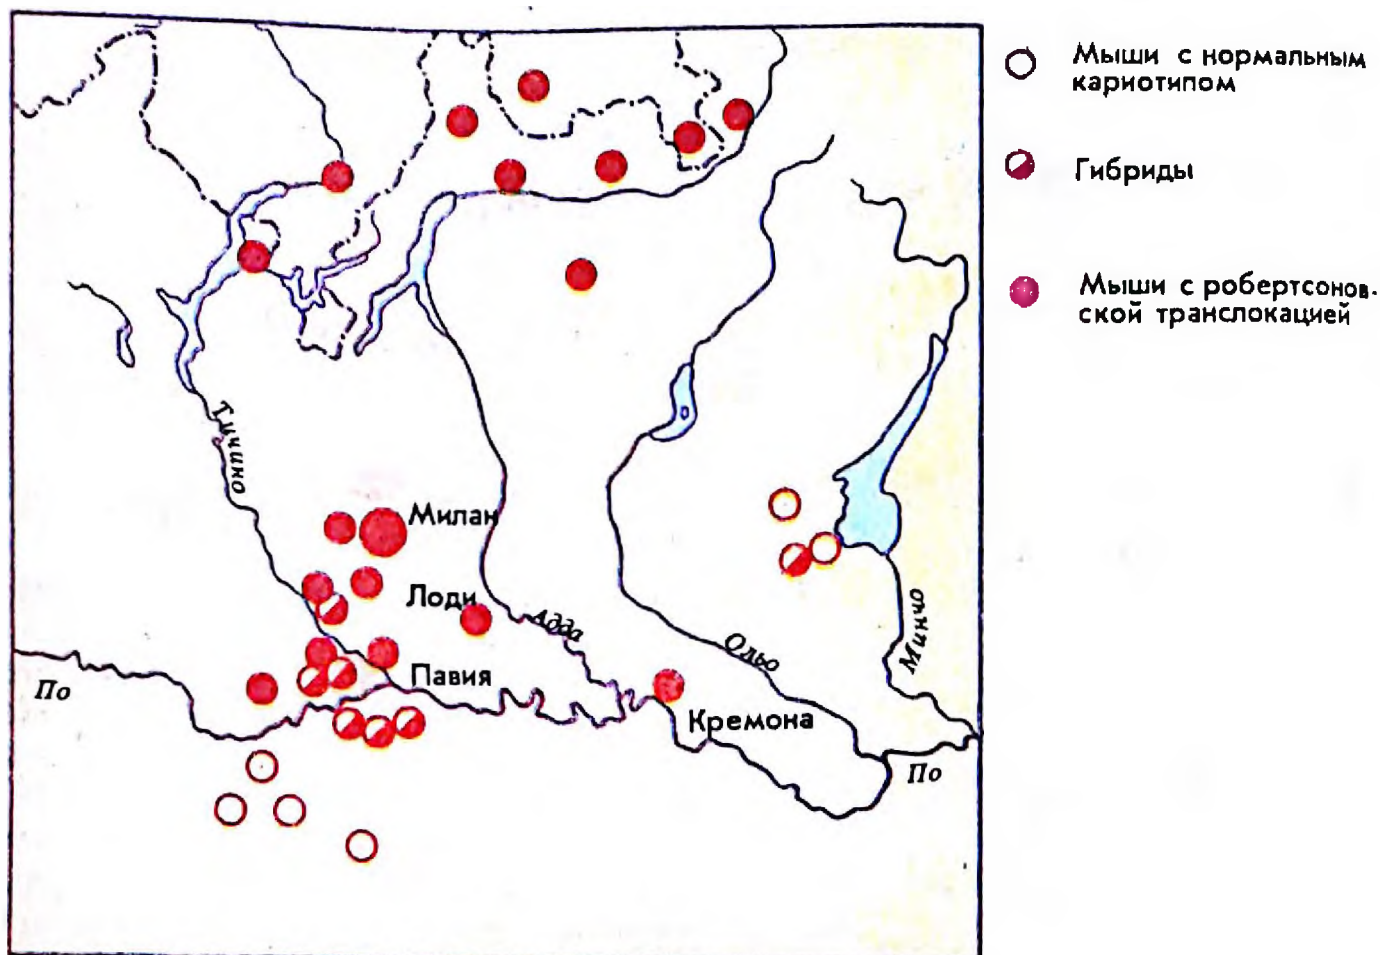 Мыши с нормальным
кариотипом
Гибриды
Мыши с робертсонов-
ской транслокацией
Тичино
Милан
Лоди
Адда
Ольо
Минчо
Павия
По
Кремона
По